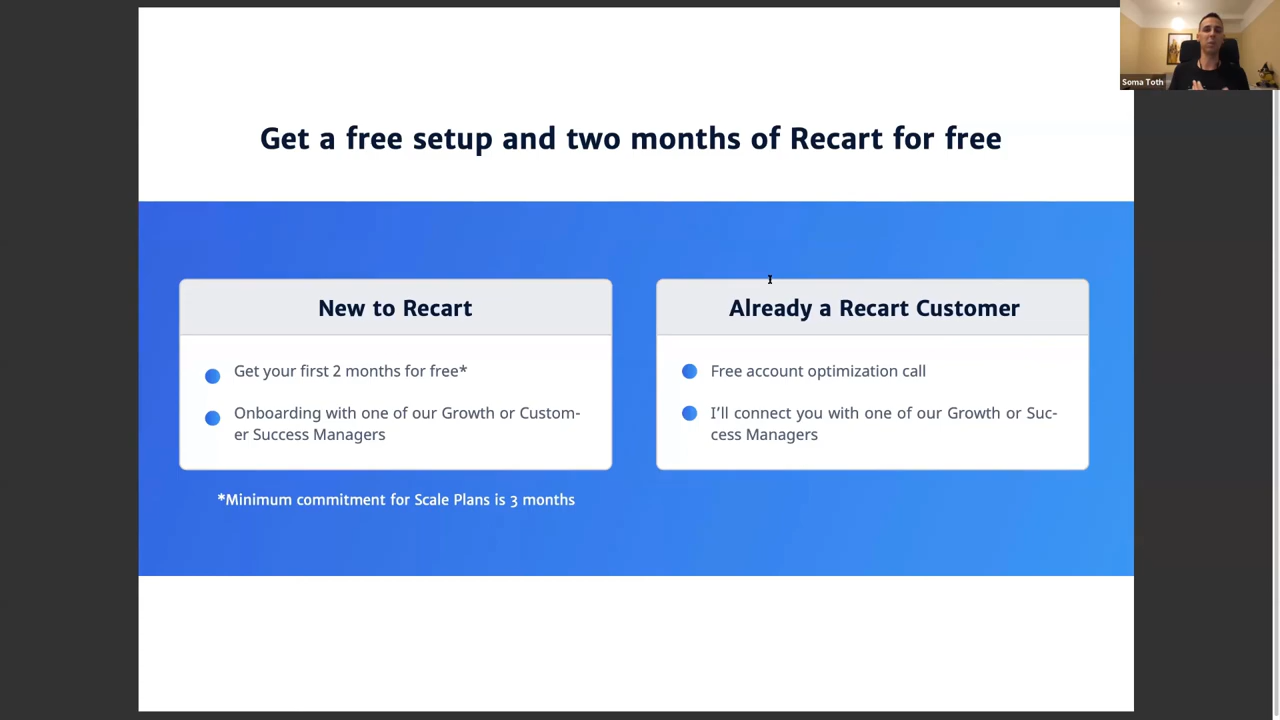 Soma Toth
Get a free setup and two months of Recart for free
New to Recart
Get your first 2 months for free*
Onboarding with one of our Growth or Custom-
er Success Managers
*Minimum commitment for Scale Plans is 3 months
Already a Recart Customer
Free account optimization call
I’ll connect you with one of our Growth or Suc-
cess Managers